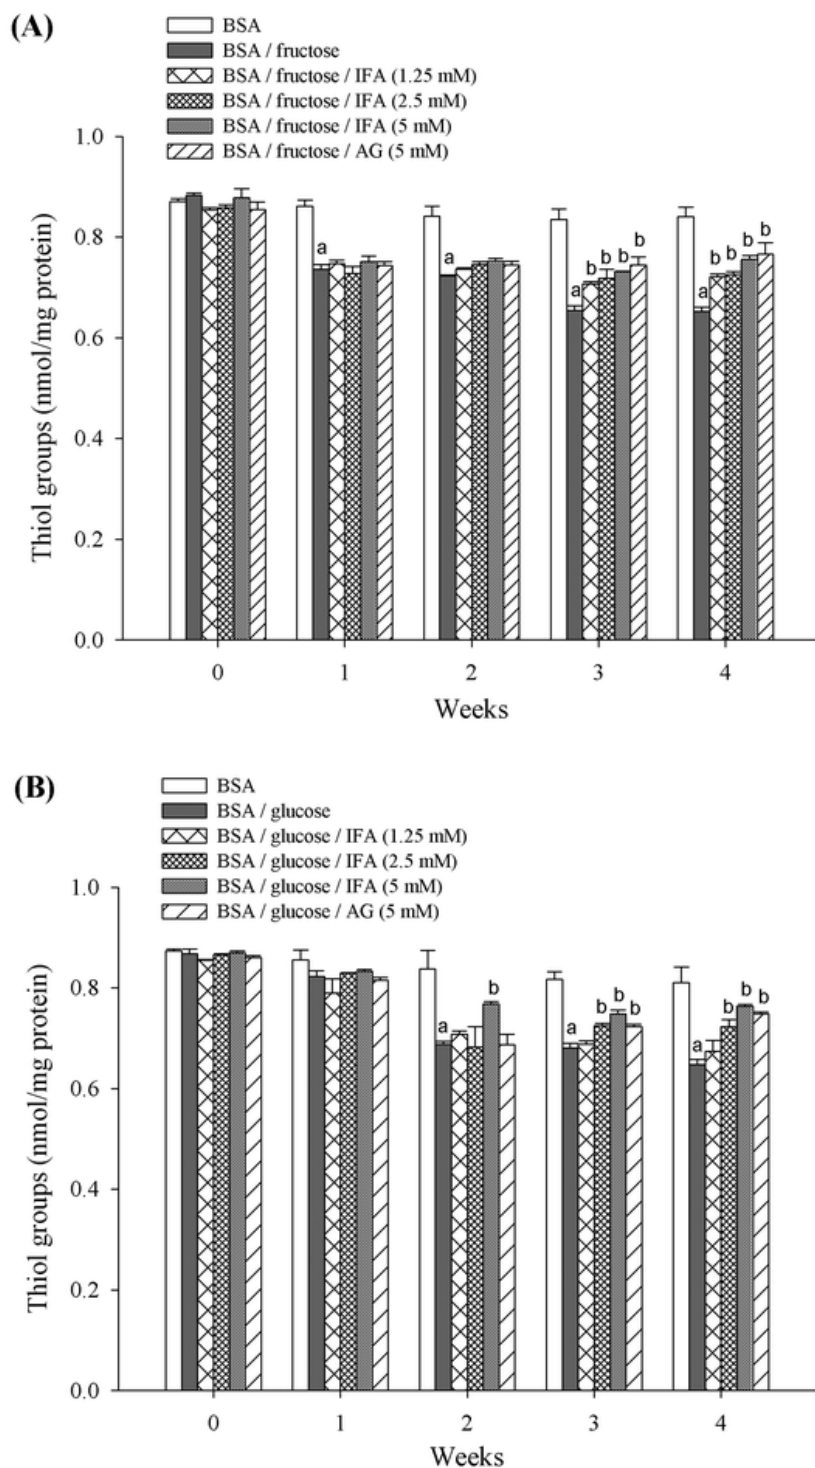 (A)
BSA
BSA / fructose
BSA / fructose / IFA (1.25 mM)
BSA / fructose / IFA (2.5 mM)
BSA / fructose / IFA (5 mM)
BSA / fructose / AG (5 mM)
Thiol groups (nmol/mg protein)
1.0
0.8
0.6
0.4
0.2
0.0
a
a
a b b b b
a b b b b
0 1 2 3 4
Weeks
(B)
BSA
BSA / glucose
BSA / glucose / IFA (1.25 mM)
BSA / glucose / IFA (2.5 mM)
BSA / glucose / IFA (5 mM)
BSA / glucose / AG (5 mM)
Thiol groups (nmol/mg protein)
1.0
0.8
0.6
0.4
0.2
0.0
a b
a b b b
a b b b
0 1 2 3 4
Weeks